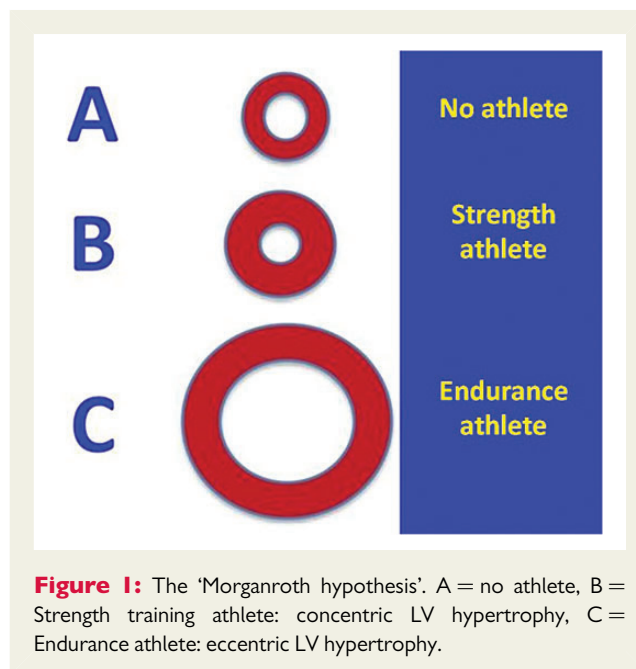 A
No athlete
B
Strength
athlete
C
Endurance
athlete
Figure 1: The ‘Morganroth hypothesis’. A = no athlete, B =
Strength training athlete: concentric LV hypertrophy, C =
Endurance athlete: eccentric LV hypertrophy.